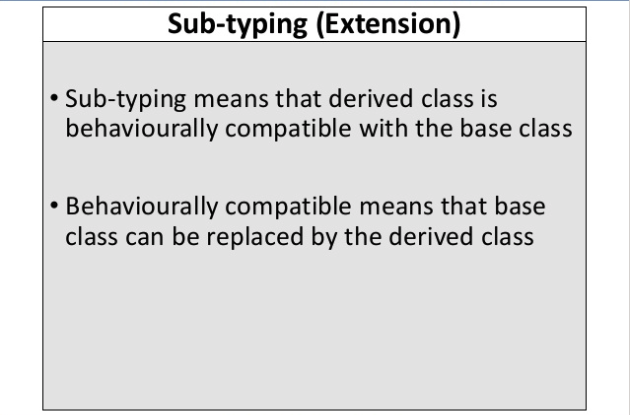 Sub-typing (Extension)
• Sub-typing means that derived class is
behaviourally compatible with the base class
• Behaviourally compatible means that base
class can be replaced by the derived class